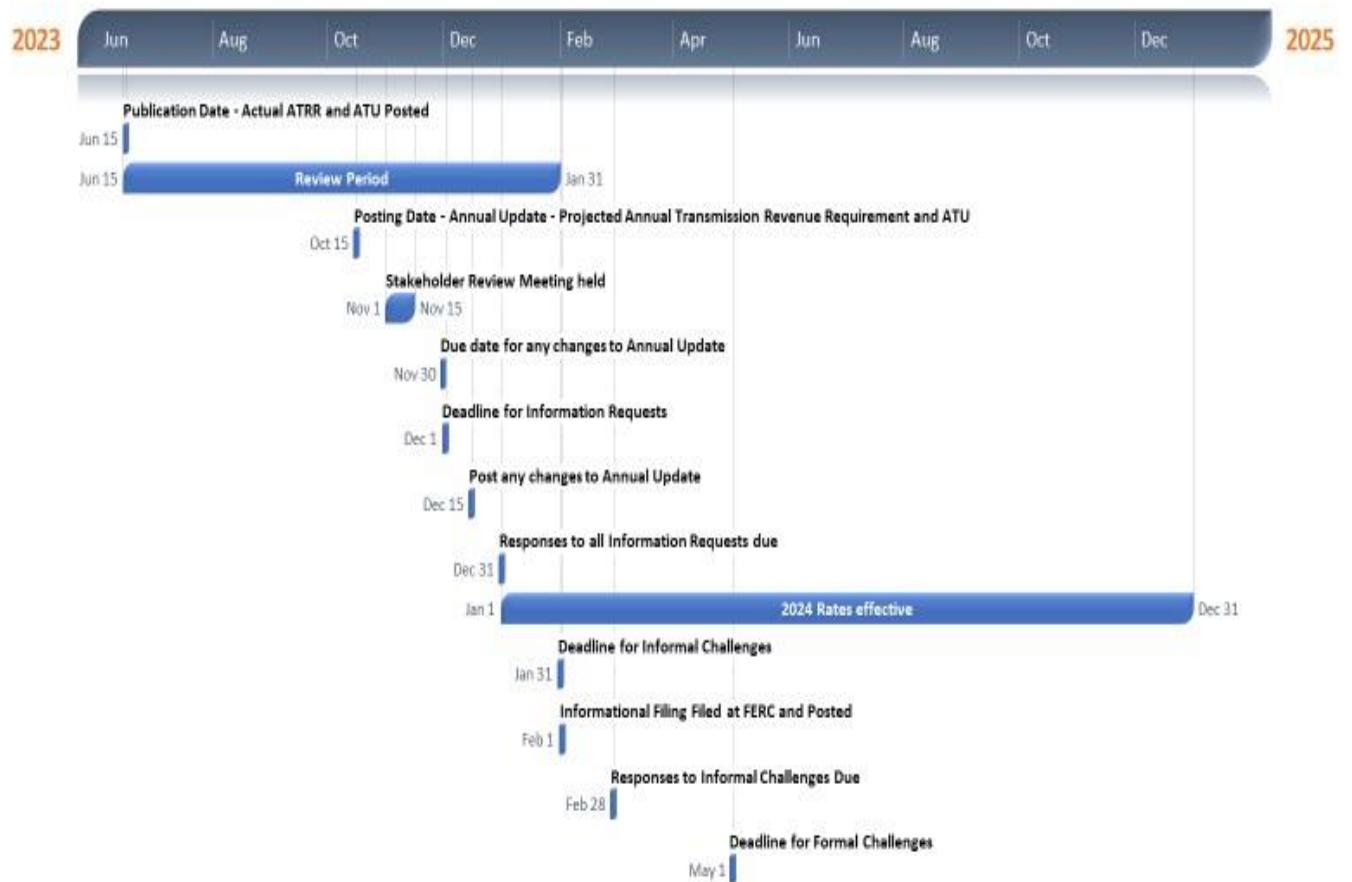 2023 Jun Aug Oct Dec Feb Apr Jun Aug Oct Dec 2025
Publication Date - Actual ATRR and ATU Posted
Jun 15
Jun 15 Review Period Jan 31
Posting Date - Annual Update - Projected Annual Transmission Revenue Requirement and ATU
Oct 15
Stakeholder Review Meeting held
Nov 1 Nov 15
Due date for any changes to Annual Update
Nov 30
Deadline for Information Requests
Dec 1
Post any changes to Annual Update
Dec 15
Responses to all Information Requests due
Dec 31
Jan 1 2024 Rates effective Dec 31
Deadline for Informal Challenges
Jan 31
Informational Filing Filed at FERC and Posted
Feb 1
Responses to Informal Challenges Due
Feb 28
Deadline for Formal Challenges
May 1